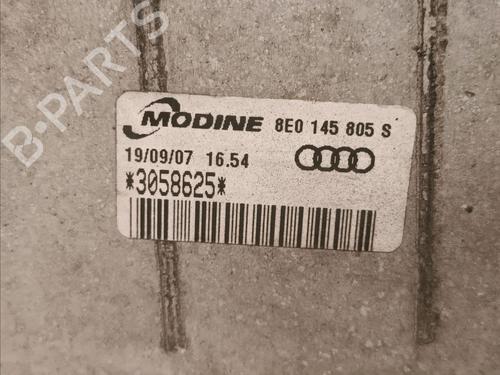 B-PARTS
MODINE 8E0 145 805 S
19/09/07 16.54
*3058625*